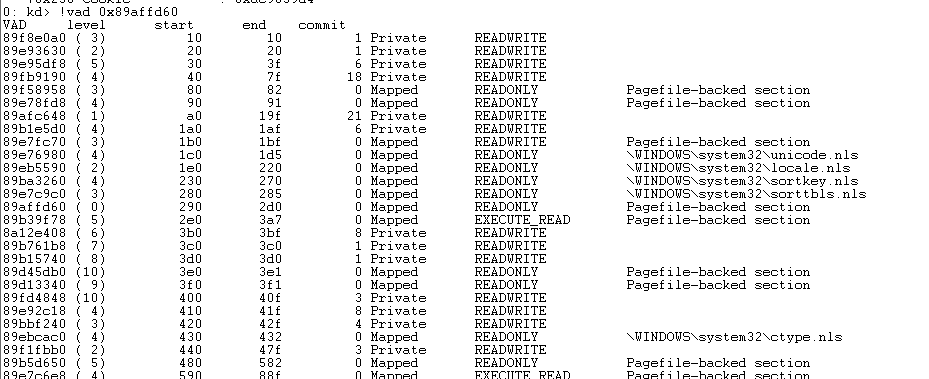 0: kd> !vad 0x89affd60
VAD level start end commit
89f8e0a0 ( 3) 10 10 1 Private READWRITE
89e93630 ( 2) 20 20 1 Private READWRITE
89e95df8 ( 5) 30 3f 6 Private READWRITE
89fb9190 ( 4) 40 7f 18 Private READWRITE
89f58958 ( 3) 80 82 0 Mapped READONLY Pagefile-backed section
89e78fd8 ( 4) 90 91 0 Mapped READONLY Pagefile-backed section
89afc648 ( 1) a0 19f 21 Private READWRITE
89b1e5d0 ( 4) 1a0 1af 6 Private READWRITE
89e7fc70 ( 3) 1b0 1bf 0 Mapped READWRITE Pagefile-backed section
89e76980 ( 4) 1c0 1d5 0 Mapped READONLY \WINDOWS\system32\unicode.nls
89eb5590 ( 2) 1e0 220 0 Mapped READONLY \WINDOWS\system32\locale.nls
89ba3260 ( 4) 230 270 0 Mapped READONLY \WINDOWS\system32\sortkey.nls
89e7c9c0 ( 3) 280 285 0 Mapped READONLY \WINDOWS\system32\sorttbls.nls
89affd60 ( 0) 290 2d0 0 Mapped READONLY Pagefile-backed section
89b39f78 ( 5) 2e0 3a7 0 Mapped EXECUTE_READ Pagefile-backed section
8a12e408 ( 6) 3b0 3bf 8 Private READWRITE
89b761b8 ( 7) 3c0 3c0 1 Private READWRITE
89b15740 ( 8) 3d0 3d0 1 Private READWRITE
89d45db0 (10) 3e0 3e1 0 Mapped READONLY Pagefile-backed section
89d13340 ( 9) 3f0 3f1 0 Mapped READONLY Pagefile-backed section
89fd4848 (10) 400 40f 3 Private READWRITE
89e92c18 ( 4) 410 41f 8 Private READWRITE
89bbf240 ( 3) 420 42f 4 Private READWRITE
89ebcac0 ( 4) 430 432 0 Mapped READONLY \WINDOWS\system32\ctype.nls
89f1fbb0 ( 2) 440 47f 3 Private READWRITE
89b5d650 ( 5) 480 582 0 Mapped READONLY Pagefile-backed section
89e7c6e8 ( 4) 590 88f 0 Mapped EXECUTE_READ Pagefile-backed section